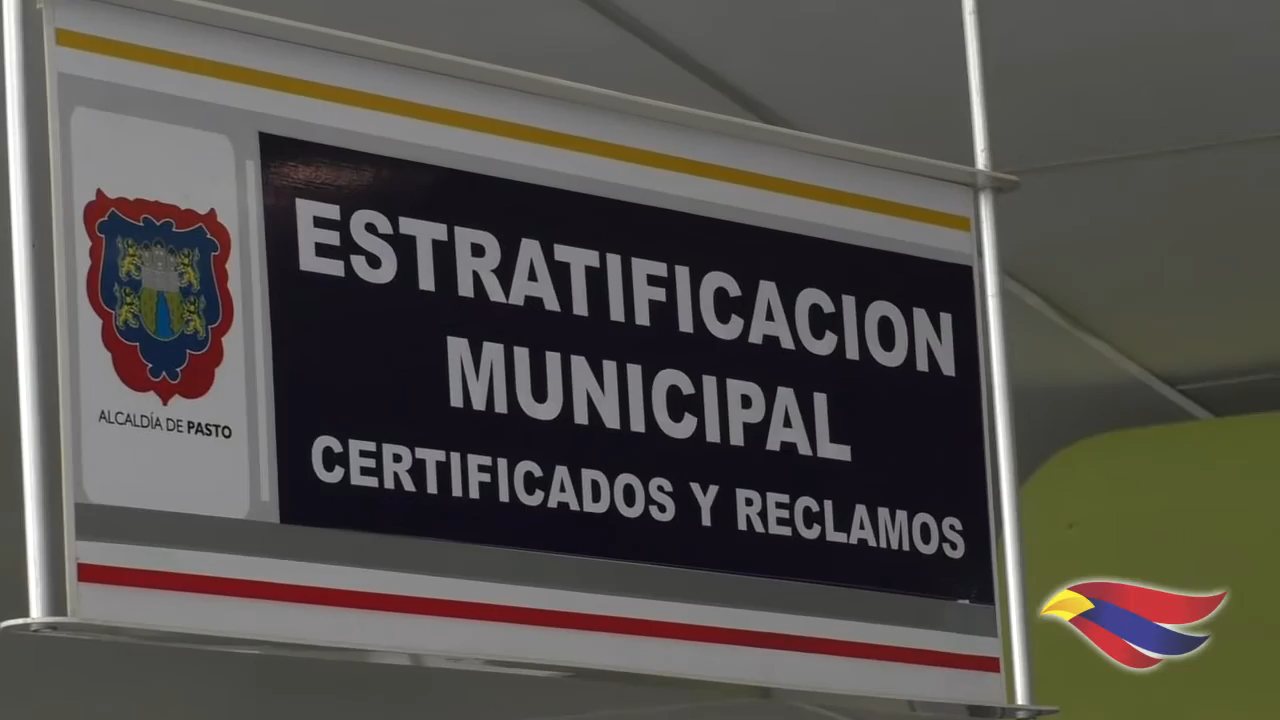 ESTRATIFICACION
MUNICIPAL
CERTIFICADOS Y RECLAMOS
ALCALDÍA DE PASTO